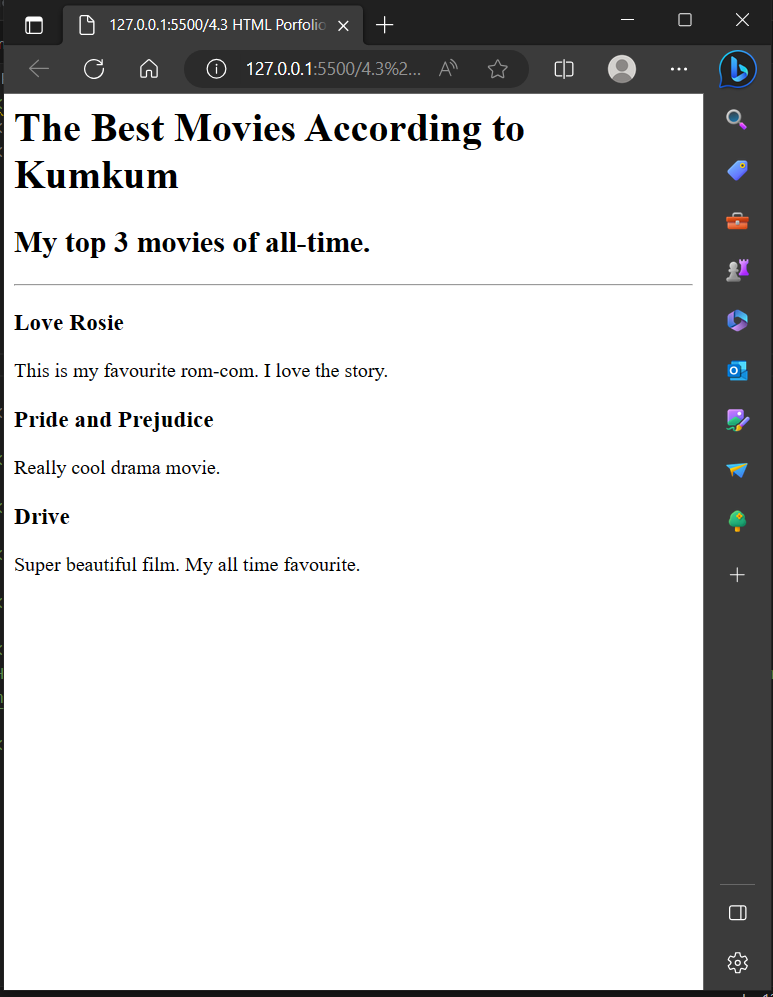 127.0.0.1:5500/4.3 HTML Porfolio
127.0.0.1:5500/4.3%2...
The Best Movies According to
Kumkum
My top 3 movies of all-time.
Love Rosie
This is my favourite rom-com. I love the story.
Pride and Prejudice
Really cool drama movie.
Drive
Super beautiful film. My all time favourite.